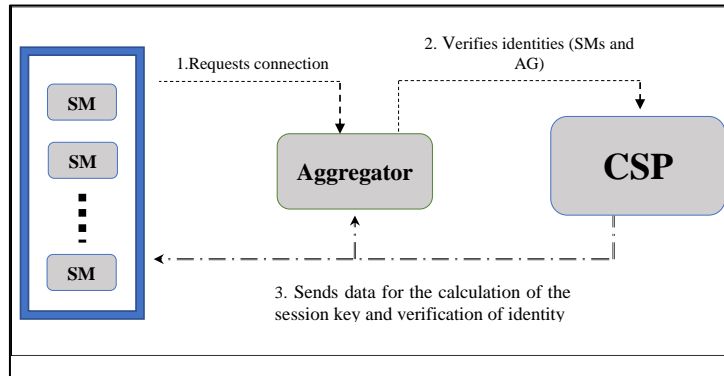 1.Requests connection
2. Verifies identities (SMs and
AG)
SM
SM
SM
Aggregator
CSP
3. Sends data for the calculation of the
session key and verification of identity